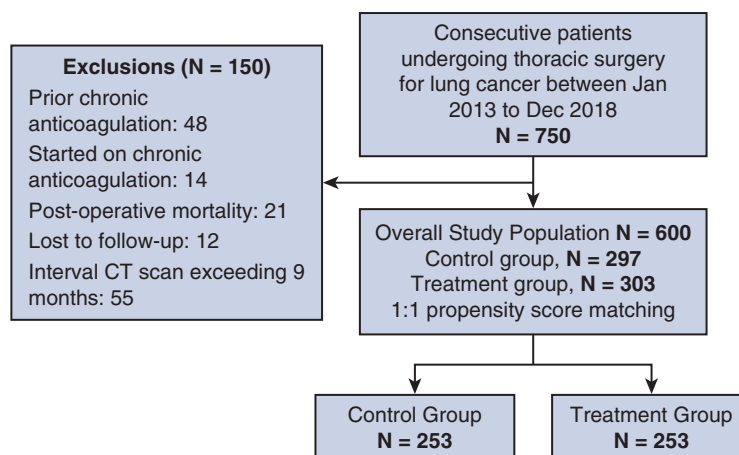 Consecutive patients
undergoing thoracic surgery
for lung cancer between Jan
2013 to Dec 2018
N = 750
Exclusions (N = 150)
Prior chronic
anticoagulation: 48
Started on chronic
anticoagulation: 14
Post-operative mortality: 21
Lost to follow-up: 12
Interval CT scan exceeding 9
months: 55
Overall Study Population N = 600
Control group, N = 297
Treatment group, N = 303
1:1 propensity score matching
Control Group
N = 253
Treatment Group
N = 253